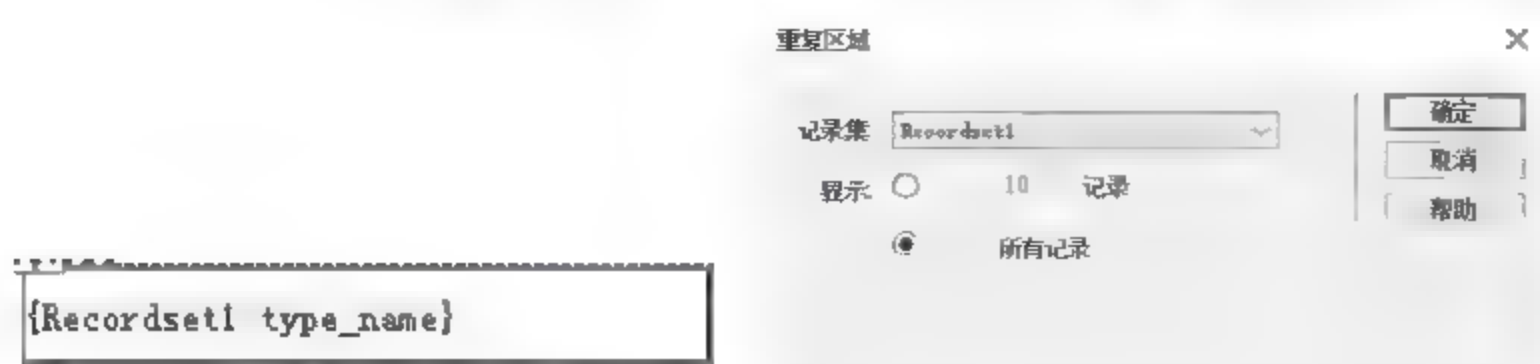 重复区域
记录集 Recordset1
确定
取消
显示 10 记录
帮助
所有记录
{Recordset1 type_name}